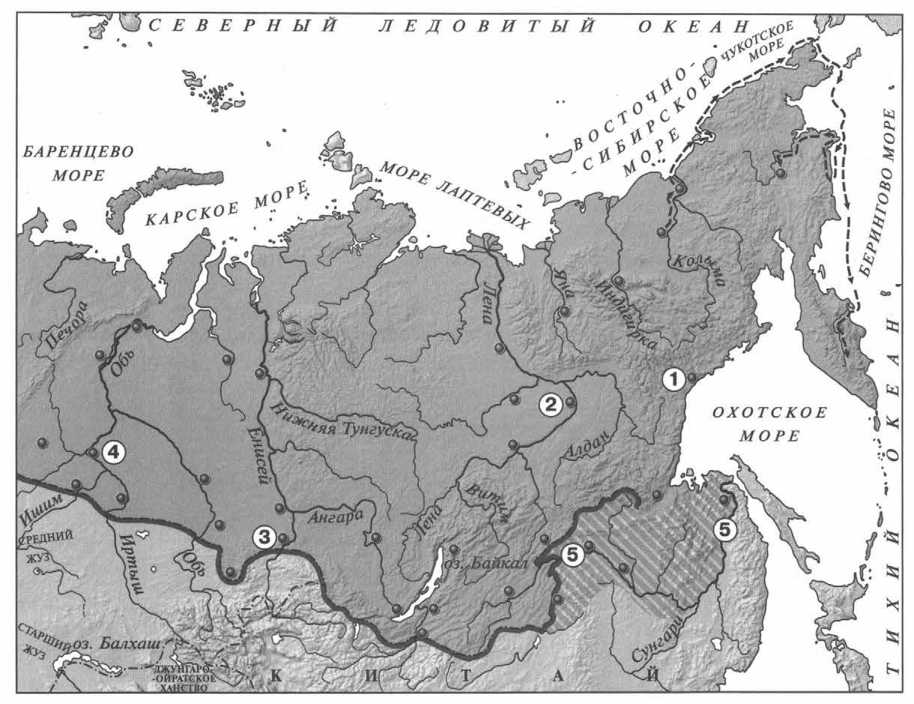 СЕВЕРНЫЙ ЛЕДОВИТЫЙ ОКЕАН
ЧУКОТСКОЕ
МОРЕ
ВОСТОЧНО-
-СИБИРСКОЕ
МОРЕ
БЕРИНГОВО МОРЕ
БАРЕНЦЕВО
МОРЕ
КАРСКОЕ МОРЕ
МОРЕ ЛАПТЕВЫХ
Печора
Обь
Лена
Яна
Индигирка
Колыма
1
2
Нижняя Тунгуска
Енисей
Алдан
ОХОТСКОЕ
МОРЕ
ТИХИЙ ОКЕАН
4
Ишим
Ангара
Лена
Витим
3
5
5
СРЕДНИЙ
ЖУЗ
Иртыш
Обь
оз. Байкал
Сунгари
СТАРШИЙ
ЖУЗ
оз. Балхаш
ДЖУНГАРО-
-ОЙРАТСКОЕ
ХАНСТВО
КИТАЙ